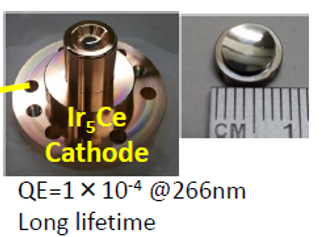 Ir₅Ce
Cathode
CM 1
QE=1×10⁻⁴ @266nm
Long lifetime